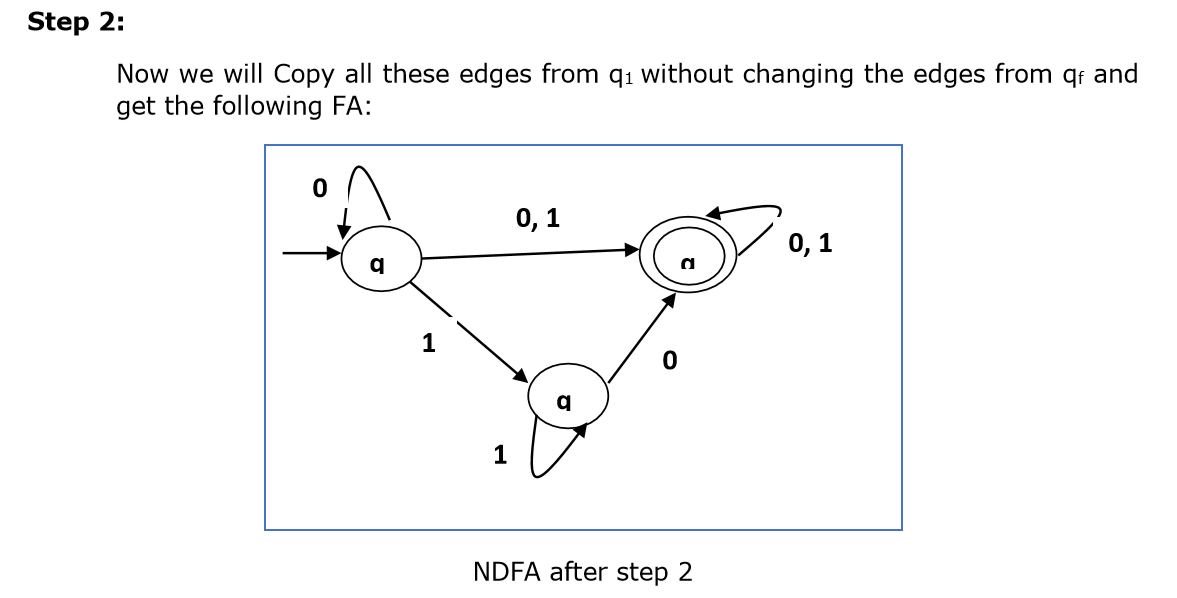 Step 2:
Now we will Copy all these edges from q₁ without changing the edges from qf and
get the following FA:
0
0, 1
q
q
0, 1
1
0
q
1
NDFA after step 2